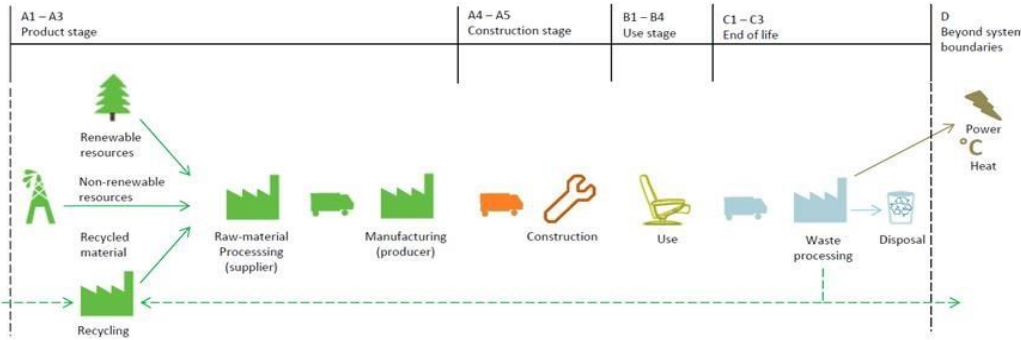 A1 – A3
Product stage
A4 – A5
Construction stage
B1 – B4
Use stage
C1 – C3
End of life
D
Beyond system
boundaries
Renewable
resources
Non-renewable
resources
Recycled
material
Recycling
Raw-material
Processsing
(supplier)
Manufacturing
(producer)
Construction
Use
Waste
processing
Disposal
Power
°C
Heat